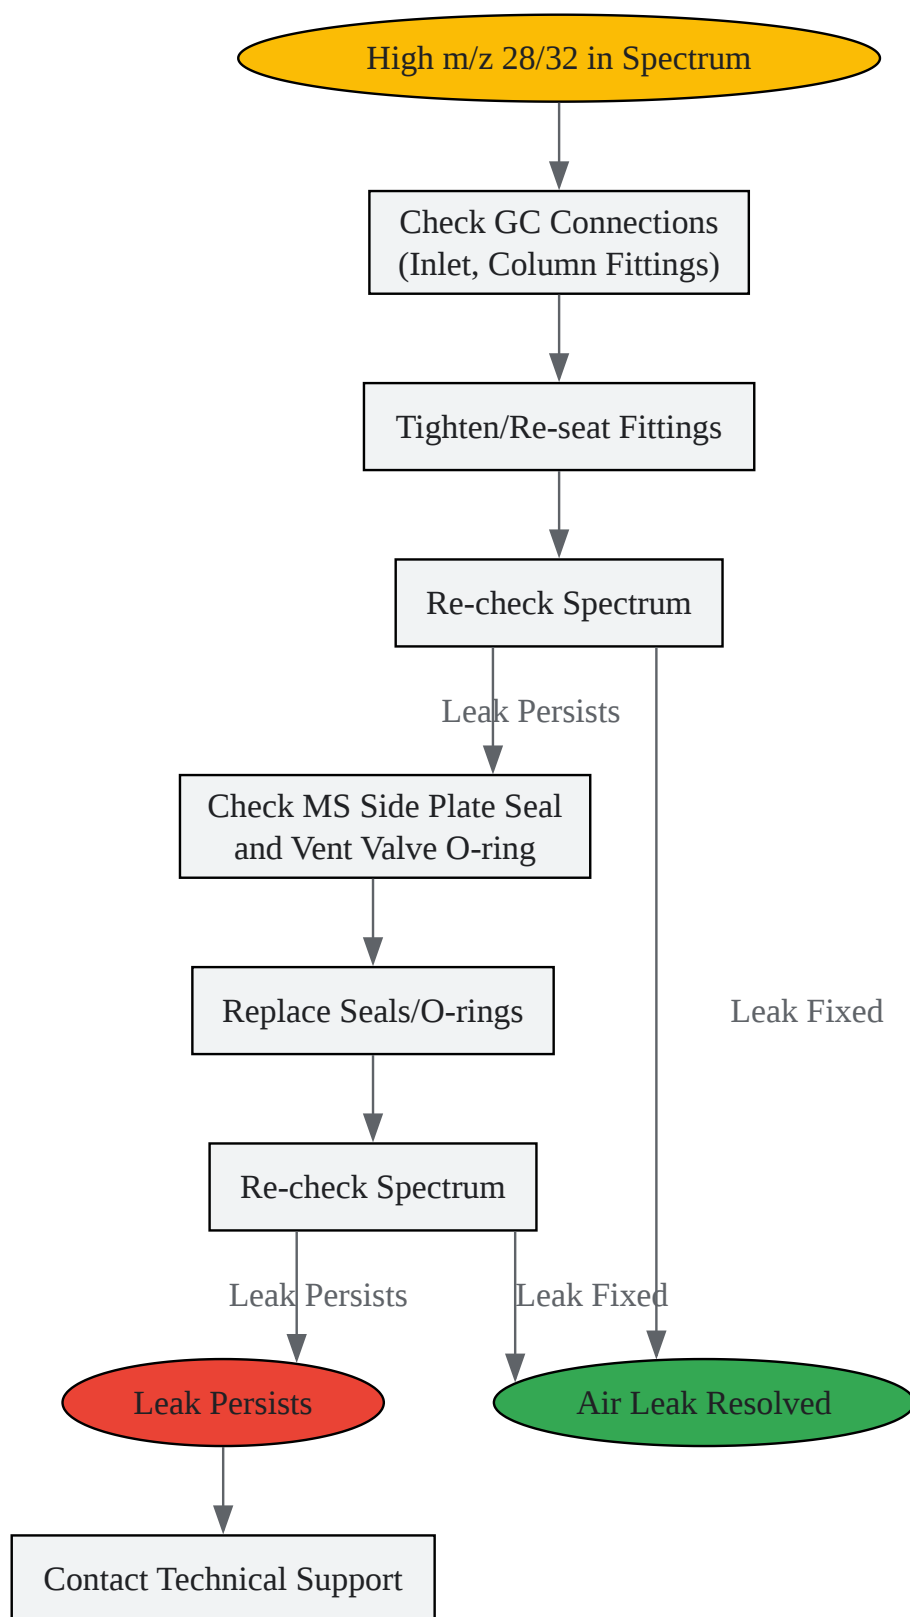 High m/z 28/32 in Spectrum
Check GC Connections
(Inlet, Column Fittings)
Tighten/Re-seat Fittings
Re-check Spectrum
Leak Persists
Check MS Side Plate Seal
and Vent Valve O-ring
Replace Seals/O-rings
Leak Fixed
Re-check Spectrum
Leak Persists
Leak Fixed
Leak Persists
Air Leak Resolved
Contact Technical Support